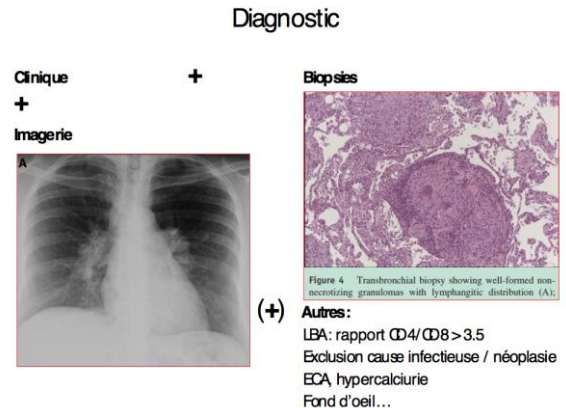 Diagnostic
Clinique +
+
Imagerie
A
Biopsies
Figure 4 Transbronchial biopsy showing well-formed non-
necrotizing granulomas with lymphangitic distribution (A);
(+) Autres:
LBA: rapport CD4/CD8 > 3.5
Exclusion cause infectieuse / néoplasie
ECA, hypercalciurie
Fond d'oeil...